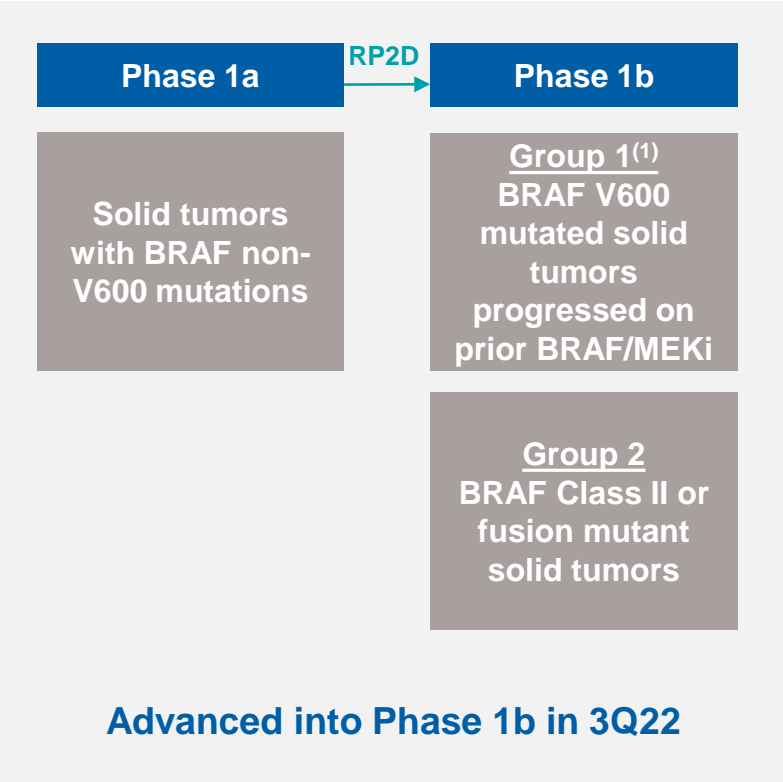 Phase 1a
RP2D
Phase 1b
Solid tumors
with BRAF non-
V600 mutations
Group 1(1)
BRAF V600
mutated solid
tumors
progressed on
prior BRAF/MEKi
Group 2
BRAF Class II or
fusion mutant
solid tumors
Advanced into Phase 1b in 3Q22